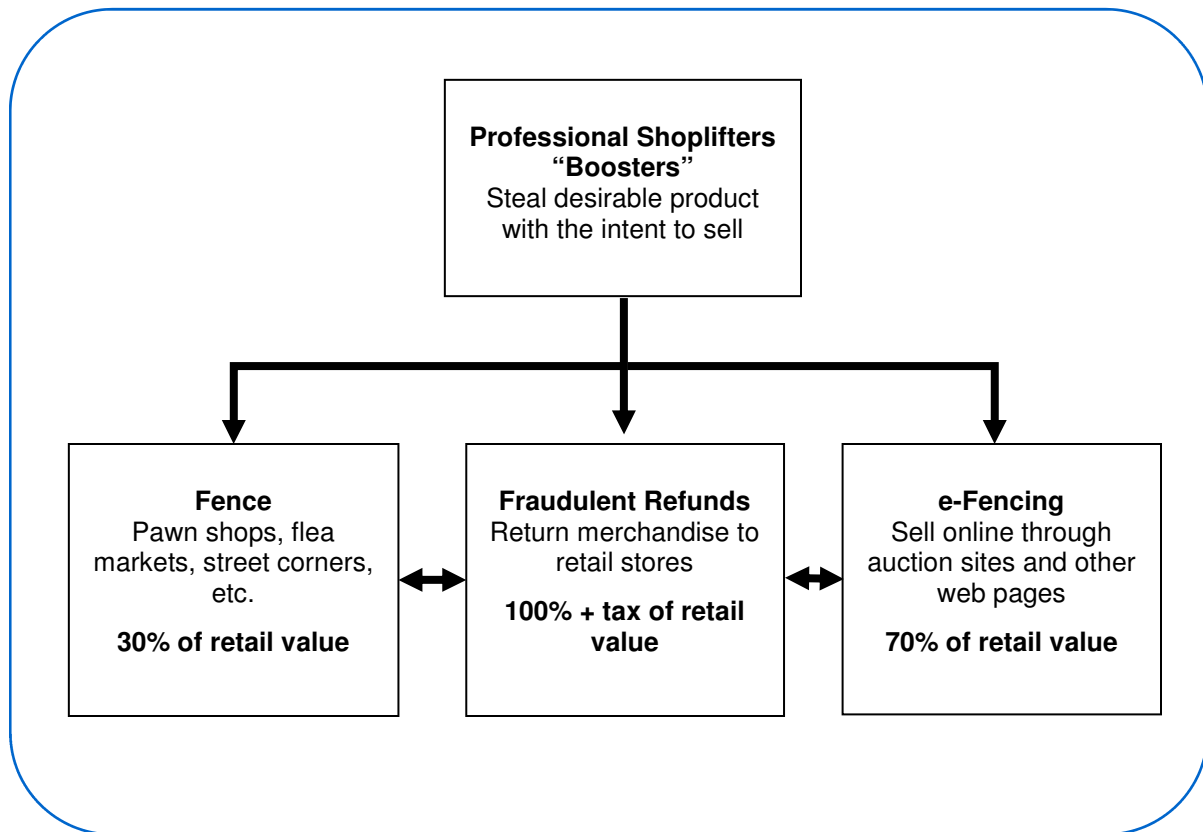 Professional Shoplifters
“Boosters”
Steal desirable product
with the intent to sell
Fence
Pawn shops, flea
markets, street corners,
etc.
30% of retail value
Fraudulent Refunds
Return merchandise to
retail stores
100% + tax of retail
value
e-Fencing
Sell online through
auction sites and other
web pages
70% of retail value